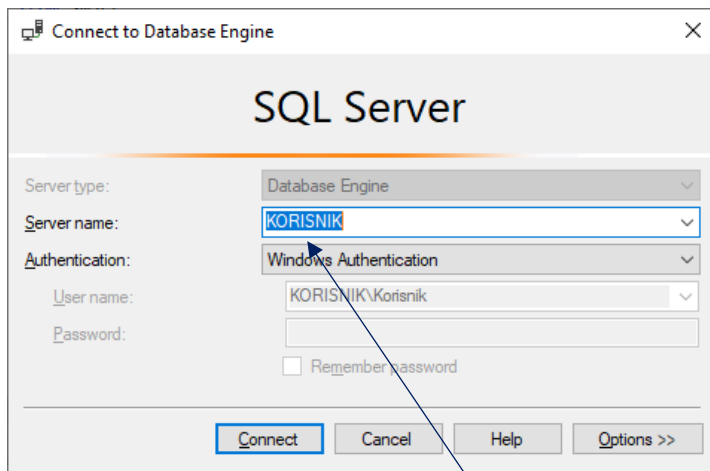 Connect to Database Engine
SQL Server
Server type: Database Engine
Server name: KORISNIK
Authentication: Windows Authentication
User name: KORISNIK\Korisnik
Password:
Remember password
Connect Cancel Help Options >>